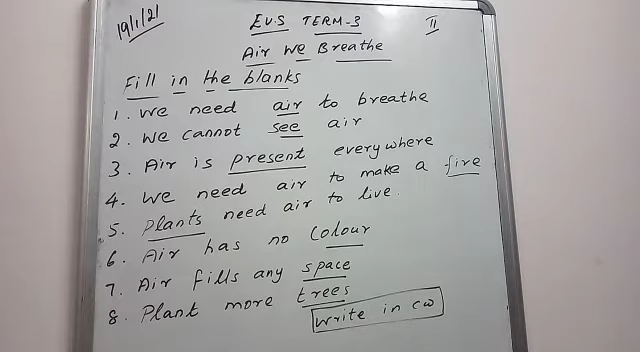 19/1/21 EVS TERM-3 II
Air we Breathe
Fill in the blanks
1. we need air to breathe
2. we cannot see air
3. Air is present everywhere
4. we need air to make a fire
5. Plants need air to live.
6. Air has no Colour
7. Air fills any space
8. Plant more trees
write in cw